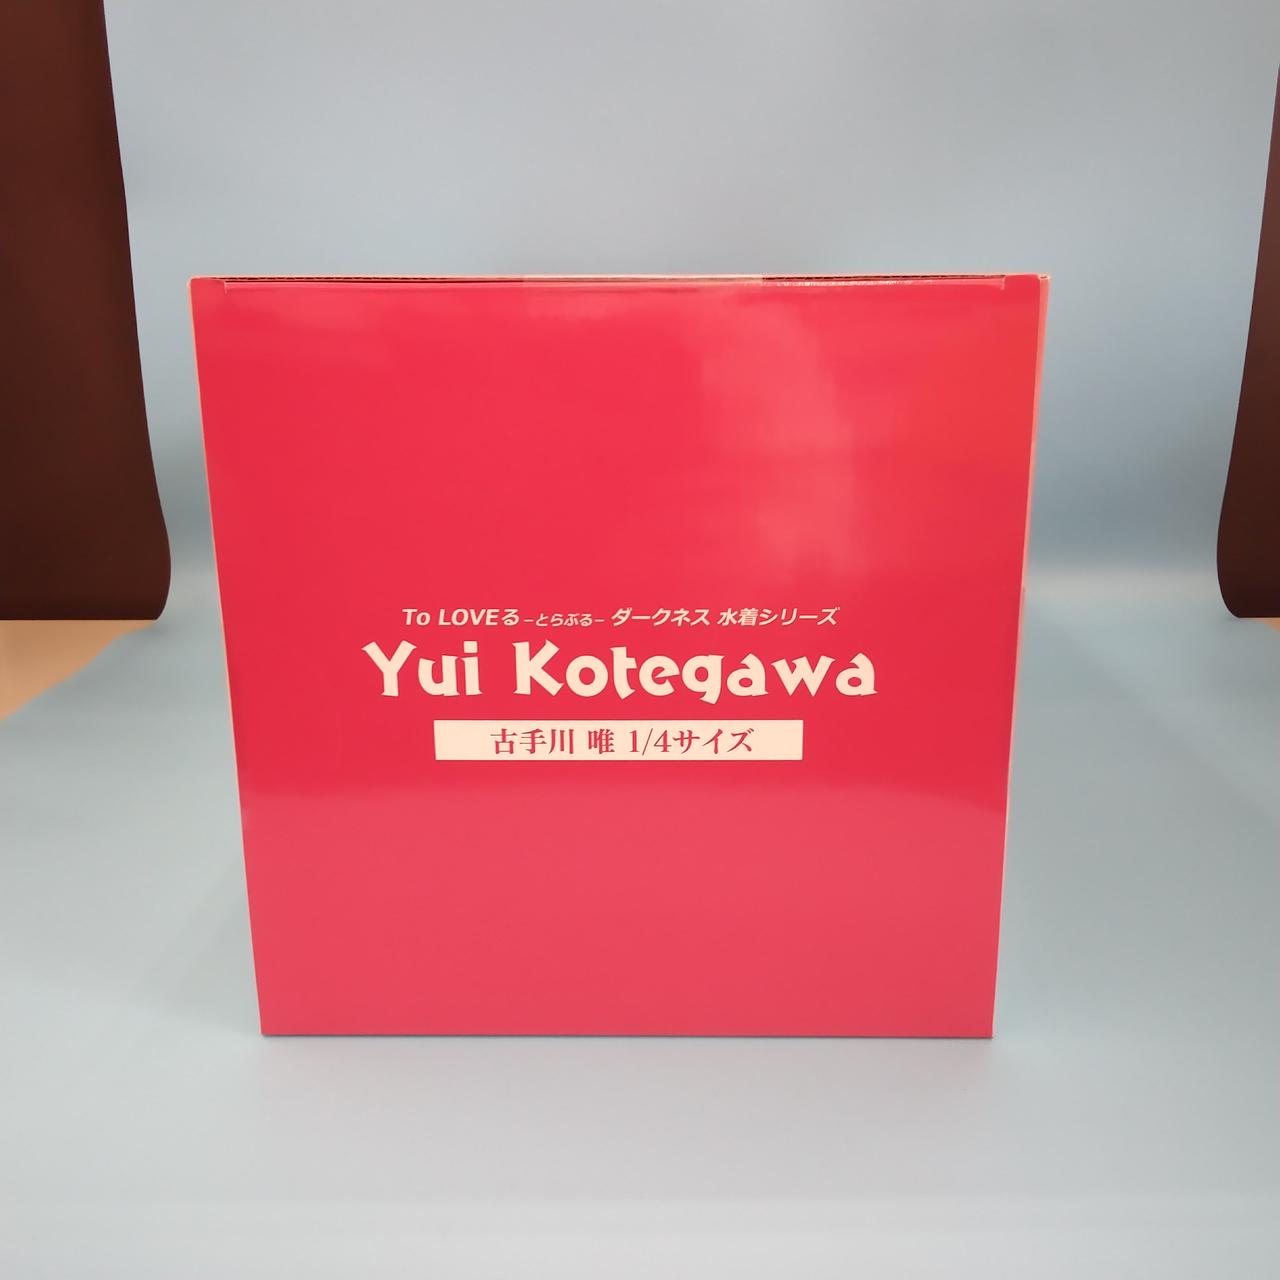 To LOVEる－とらぶる－ ダークネス 水着シリーズ
Yui Kotegawa
古手川 唯 1/4サイズ